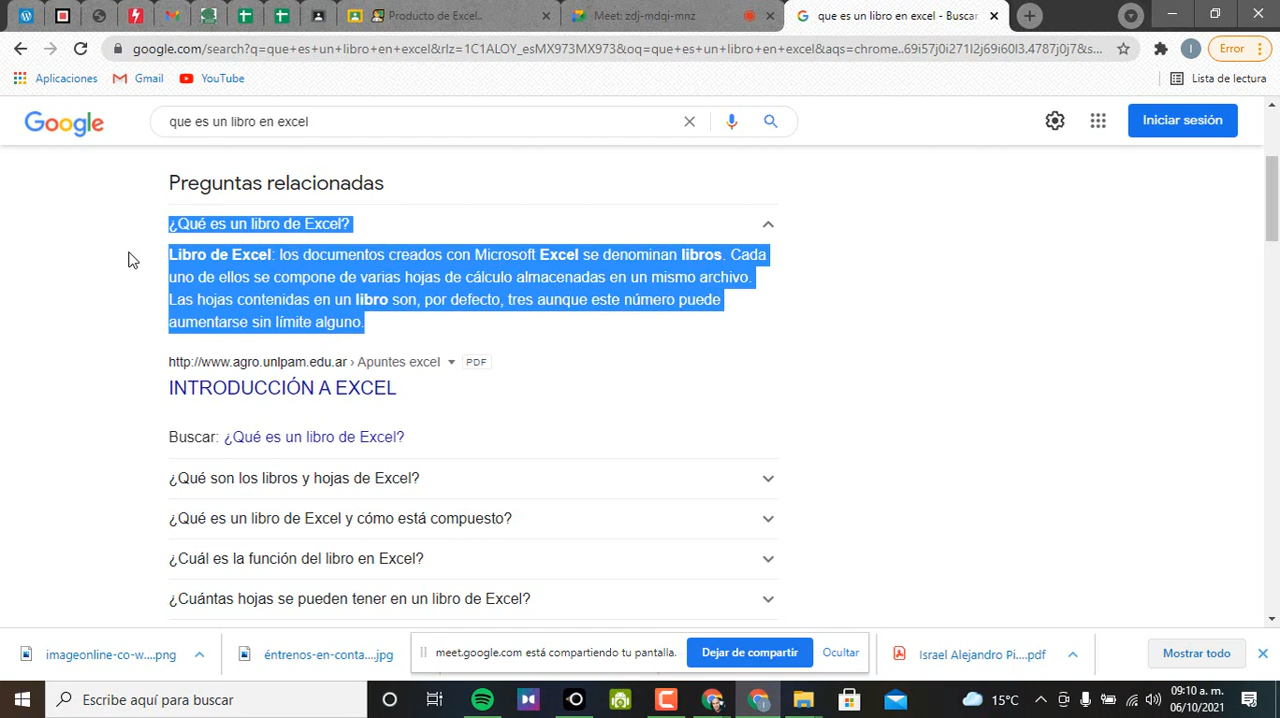 Producto de Excel..
Meet: zdj-mdqi-mnz
que es un libro en excel - Buscar
google.com/search?q=que+es+un+libro+en+excel&rlz=1C1ALOY_esMX973MX973&oq=que+es+un+libro+en+excel&aqs=chrome..69i57j0i271l2j69i60l3.4787j0j7&s...
Error
Aplicaciones
Gmail
YouTube
Lista de lectura
Google
que es un libro en excel
Iniciar sesión
Preguntas relacionadas
¿Qué es un libro de Excel?
Libro de Excel: los documentos creados con Microsoft Excel se denominan libros. Cada
uno de ellos se compone de varias hojas de cálculo almacenadas en un mismo archivo.
Las hojas contenidas en un libro son, por defecto, tres aunque este número puede
aumentarse sin límite alguno.
http://www.agro.unlpam.edu.ar › Apuntes excel
PDF
INTRODUCCIÓN A EXCEL
Buscar: ¿Qué es un libro de Excel?
¿Qué son los libros y hojas de Excel?
¿Qué es un libro de Excel y cómo está compuesto?
¿Cuál es la función del libro en Excel?
¿Cuántas hojas se pueden tener en un libro de Excel?
imageonline-co-w....png
éntrenos-en-conta....jpg
meet.google.com está compartiendo tu pantalla.
Dejar de compartir
Ocultar
Israel Alejandro Pi....pdf
Mostrar todo
Escribe aquí para buscar
15°C
09:10 a. m.
06/10/2021